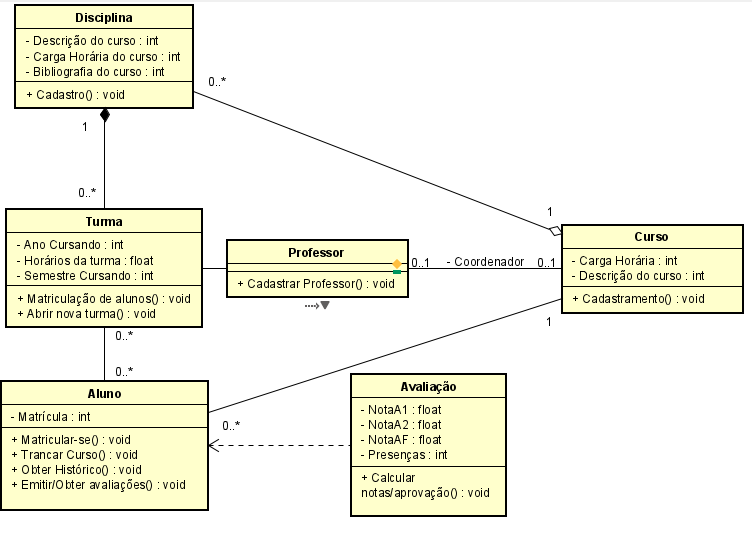 Disciplina
- Descrição do curso : int
- Carga Horária do curso : int
- Bibliografia do curso : int
+ Cadastro() : void
0..*
1
0..*
1
Turma
- Ano Cursando : int
- Horários da turma : float
- Semestre Cursando : int
+ Matriculação de alunos() : void
+ Abrir nova turma() : void
Professor
+ Cadastrar Professor() : void
0..1
- Coordenador
0..1
Curso
- Carga Horária : int
- Descrição do curso : int
+ Cadastramento() : void
1
0..*
0..*
Aluno
- Matrícula : int
+ Matricular-se() : void
+ Trancar Curso() : void
+ Obter Histórico() : void
+ Emitir/Obter avaliações() : void
0..*
Avaliação
- NotaA1 : float
- NotaA2 : float
- NotaAF : float
- Presenças : int
+ Calcular
notas/aprovação() : void